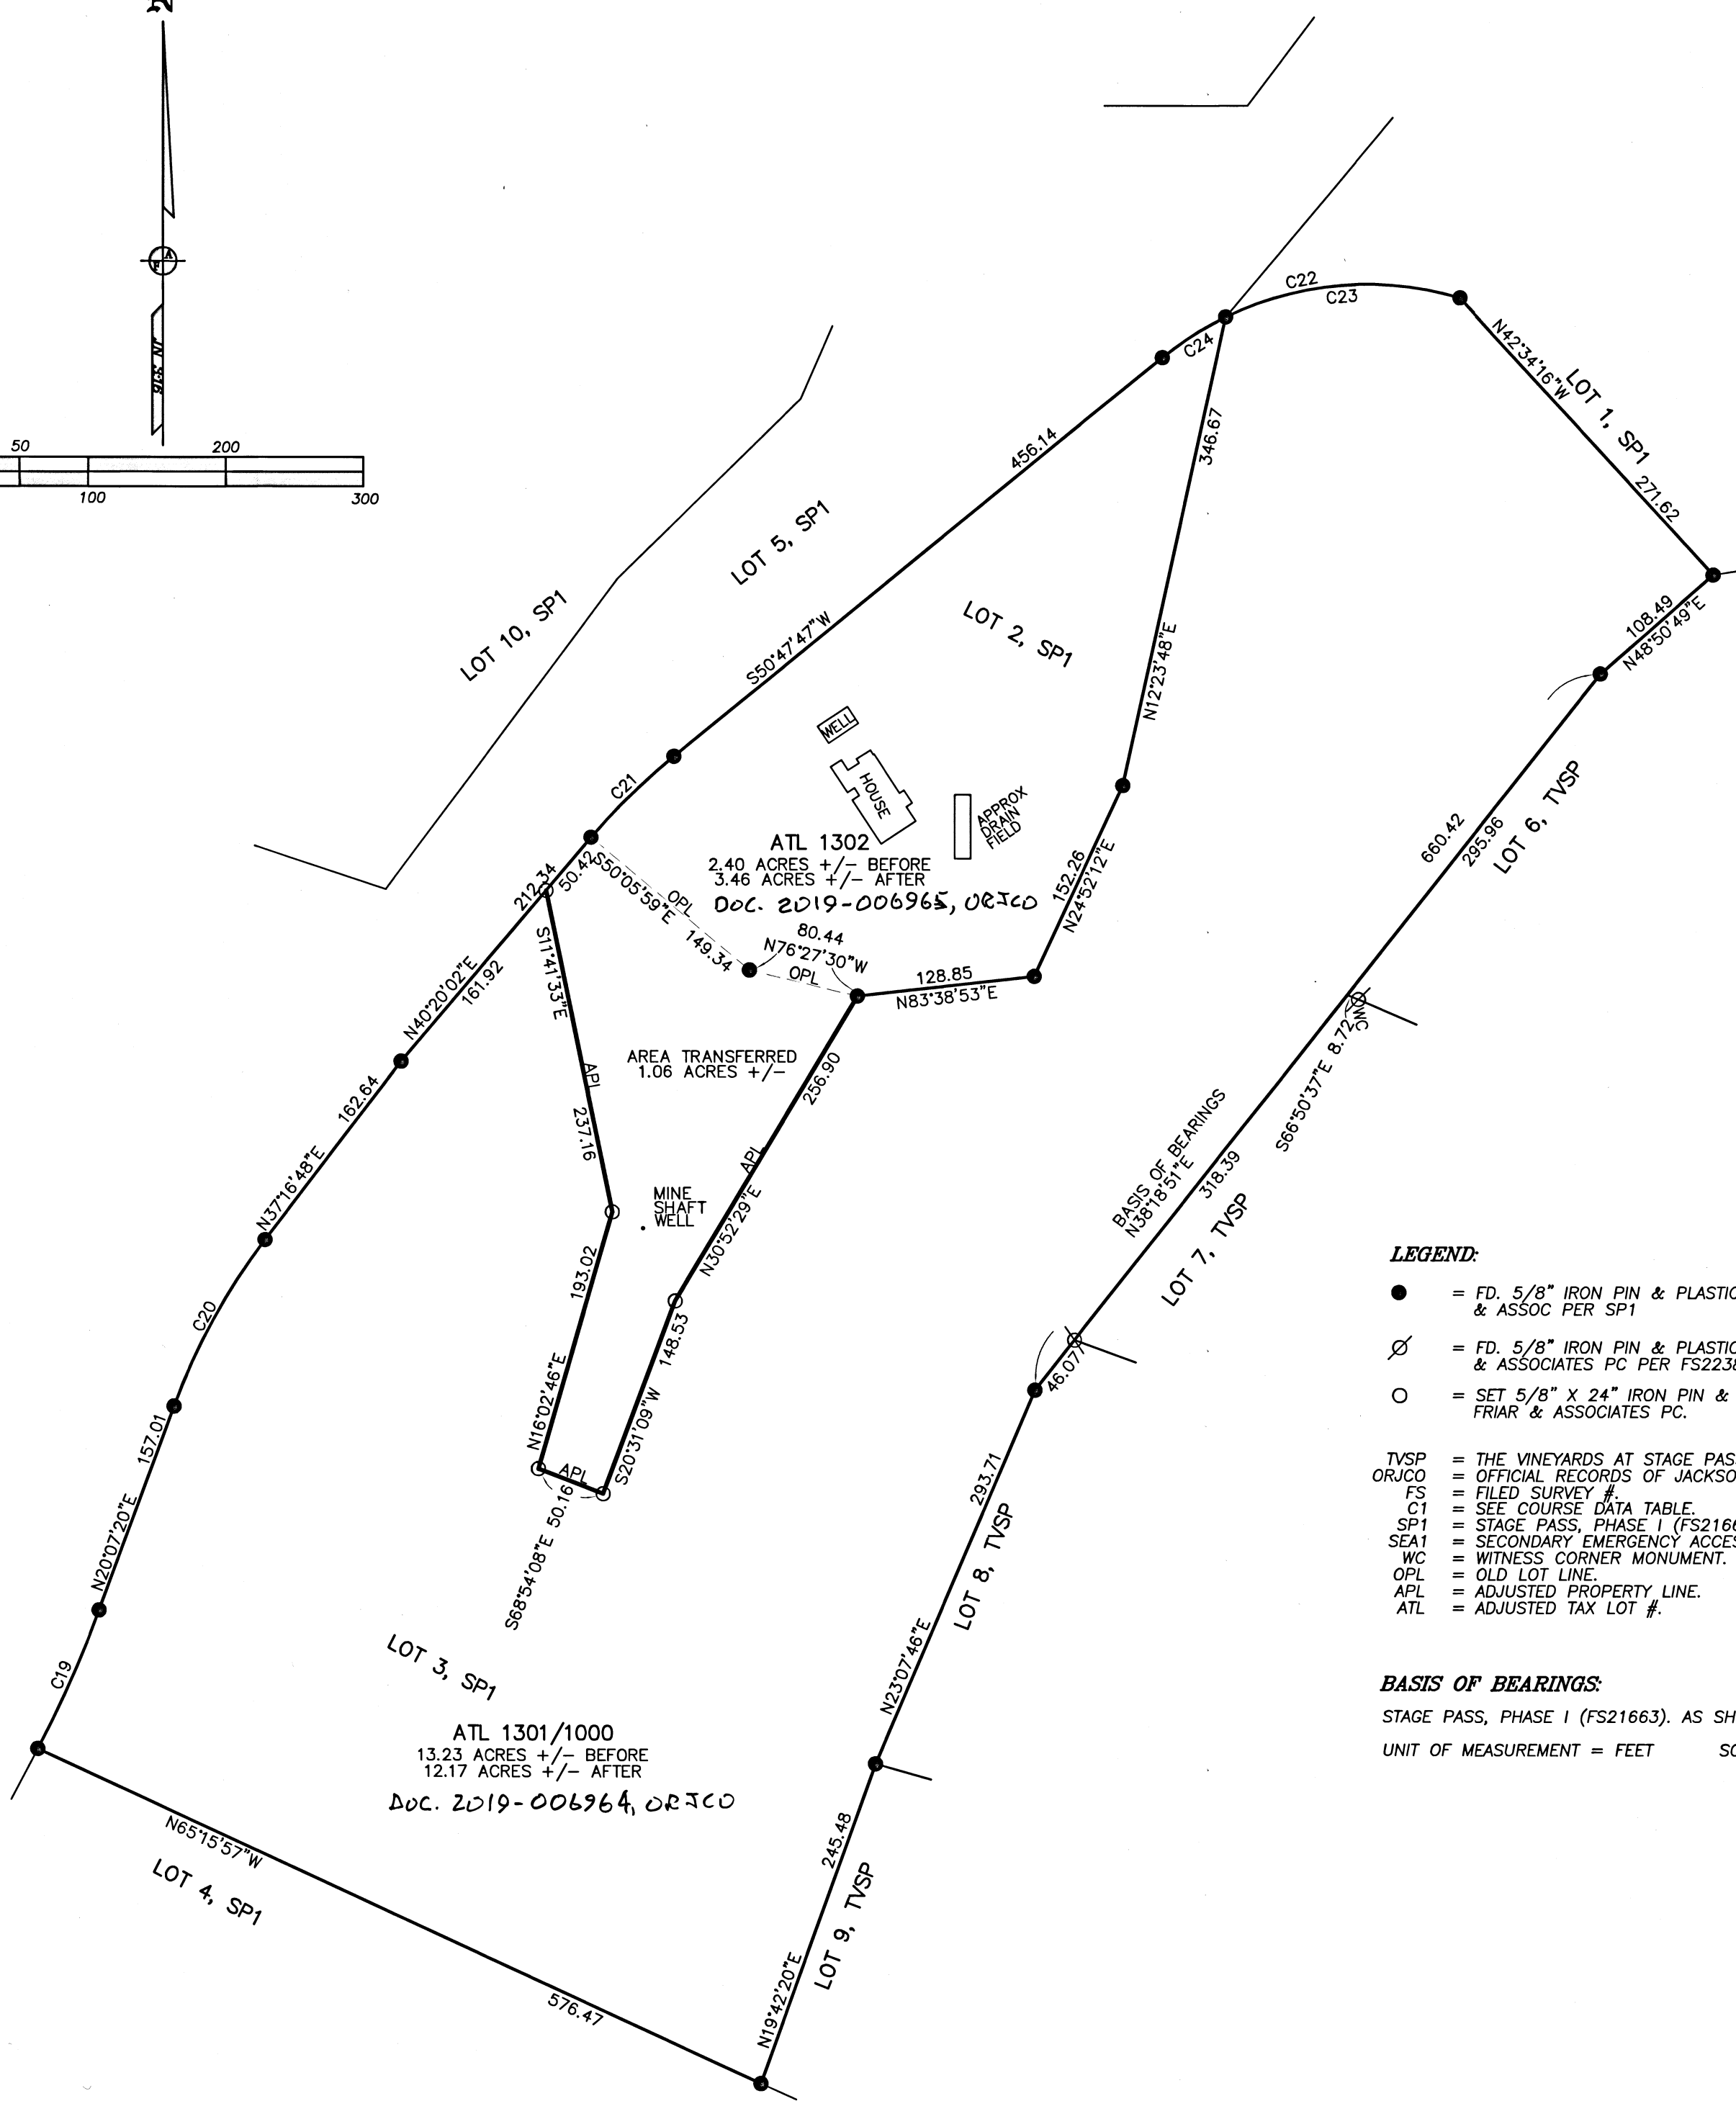 JN 316
50
200
100
300
C22
C23
C24
N42°34'16"W
LOT 1, SP1
271.62
456.14
346.67
108.49
N48°50'49"E
LOT 5, SP1
LOT 10, SP1
LOT 2, SP1
S50°47'47"W
N12°23'48"E
WELL
HOUSE
APPROX
DRAIN
FIELD
C21
ATL 1302
2.40 ACRES +/- BEFORE
3.46 ACRES +/- AFTER
DOC. 2019-006965, ORJCO
152.26
N24°52'12"E
660.42
295.96
LOT 6, TVSP
212.34
50.42
S50°05'59"E
OPL
149.34
80.44
N76°27'30"W
OPL
128.85
N83°38'53"E
S11°41'33"E
N40°20'02"E
161.92
WC
S66°50'37"E 8.72
AREA TRANSFERRED
1.06 ACRES +/-
APL
237.16
256.90
APL
N30°52'29"E
162.64
N37°16'48"E
BASIS OF BEARINGS
N38°18'51"E
318.39
LOT 7, TVSP
MINE
SHAFT
WELL
193.02
N16°02'46"E
148.53
S20°31'09"W
APL
S68°54'08"E 50.16
C20
46.07
157.01
N20°07'20"E
293.71
N23°07'46"E
LOT 8, TVSP
C19
LOT 3, SP1
ATL 1301/1000
13.23 ACRES +/- BEFORE
12.17 ACRES +/- AFTER
DOC. 2019-006964, ORJCO
N65°15'57"W
LOT 4, SP1
576.47
245.48
N19°42'20"E
LOT 9, TVSP
LEGEND:
= FD. 5/8" IRON PIN & PLASTIC
& ASSOC PER SP1
= FD. 5/8" IRON PIN & PLASTIC
& ASSOCIATES PC PER FS2238
= SET 5/8" X 24" IRON PIN &
FRIAR & ASSOCIATES PC.
TVSP = THE VINEYARDS AT STAGE PAS
ORJCO = OFFICIAL RECORDS OF JACKSO
FS = FILED SURVEY #.
C1 = SEE COURSE DATA TABLE.
SP1 = STAGE PASS, PHASE I (FS2166
SEA1 = SECONDARY EMERGENCY ACCES
WC = WITNESS CORNER MONUMENT.
OPL = OLD LOT LINE.
APL = ADJUSTED PROPERTY LINE.
ATL = ADJUSTED TAX LOT #.
BASIS OF BEARINGS:
STAGE PASS, PHASE I (FS21663). AS SH
UNIT OF MEASUREMENT = FEET SC